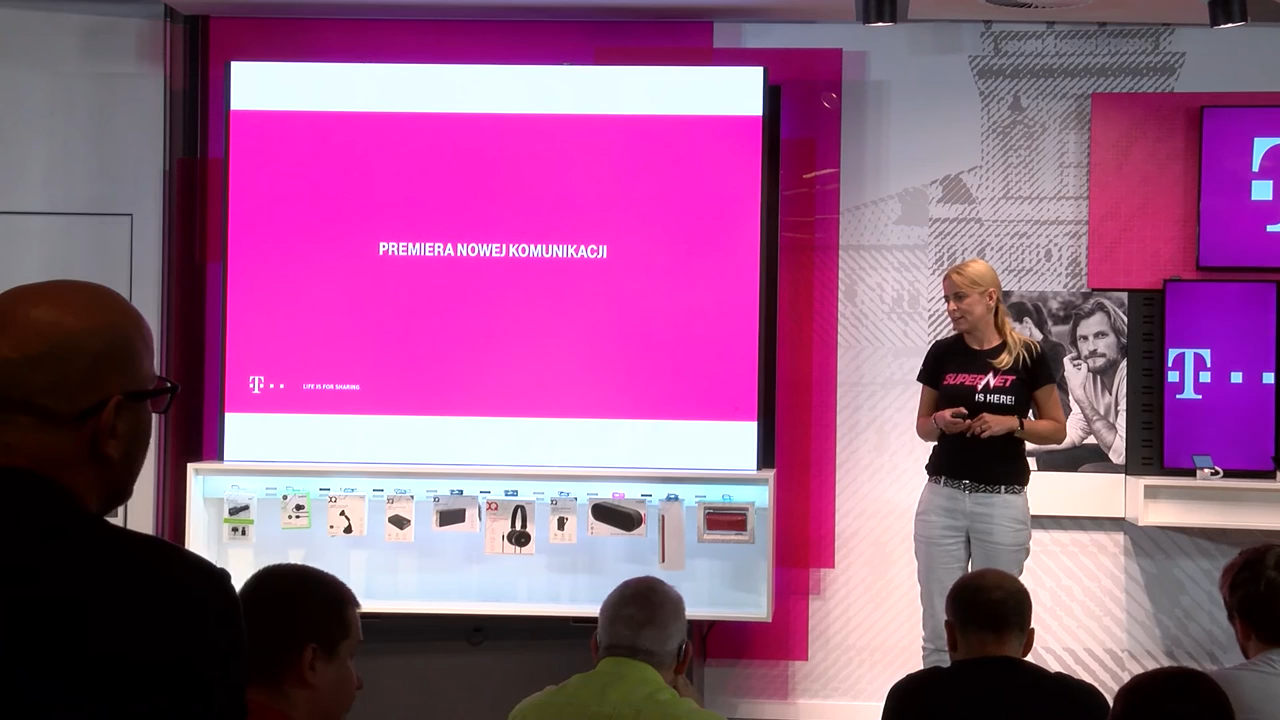 PREMIERA NOWEJ KOMUNIKACJI
T
LIFE IS FOR SHARING.
SUPERNET
IS HERE!
T
T